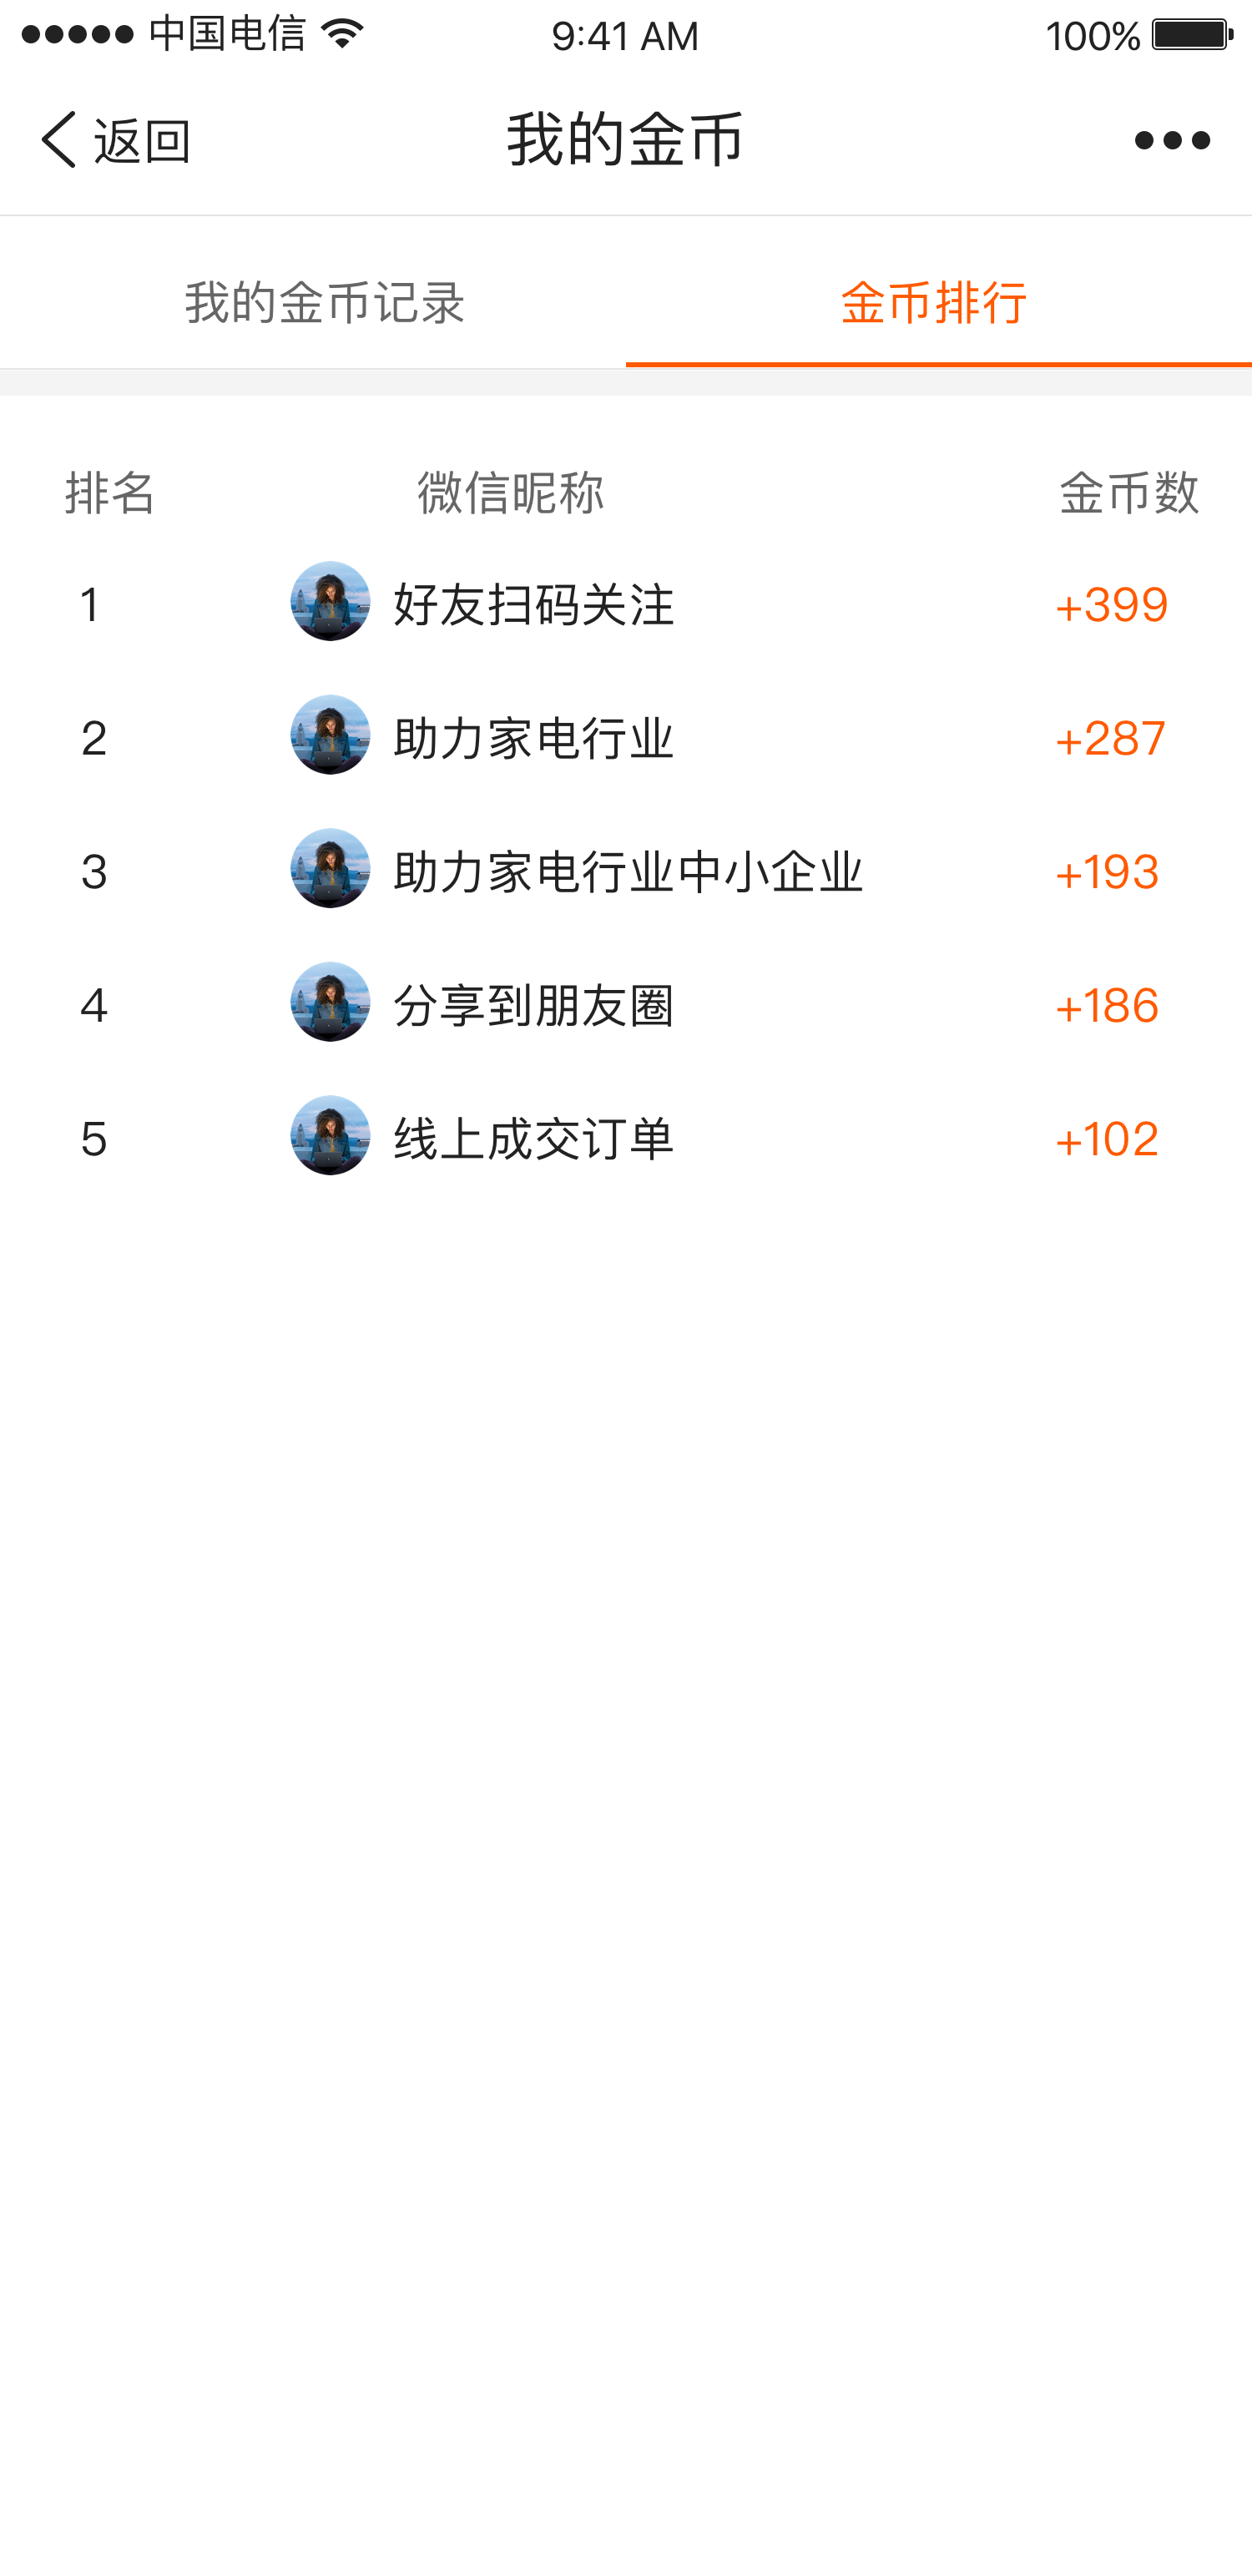 中国电信 9:41 AM 100%
返回 我的金币
我的金币记录 金币排行
排名 微信昵称 金币数
1 好友扫码关注 +399
2 助力家电行业 +287
3 助力家电行业中小企业 +193
4 分享到朋友圈 +186
5 线上成交订单 +102